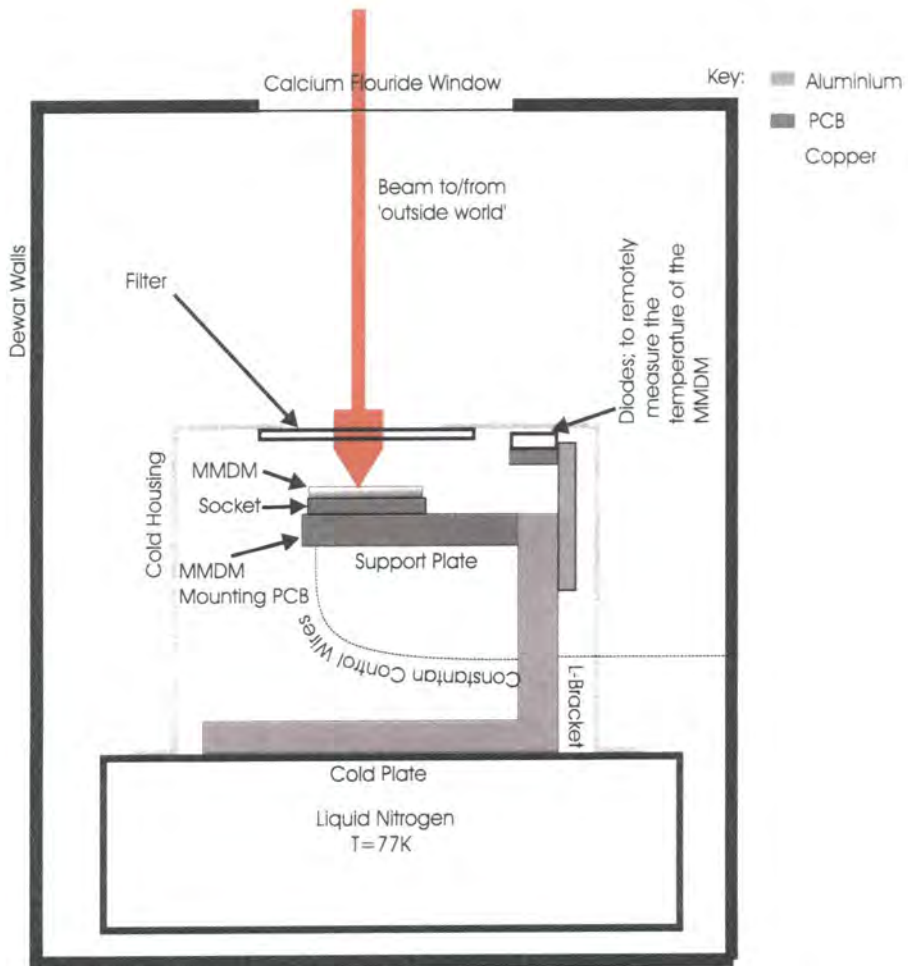 Calcium Flouride Window
Key:
Aluminium
PCB
Copper
Beam to/from
'outside world'
Dewar Walls
Filter
Diodes; to remotely
measure the
temperature of the
MMDM
Cold Housing
MMDM
Socket
MMDM
Mounting PCB
Support Plate
Constantan Control Wires
L-Bracket
Cold Plate
Liquid Nitrogen
T=77K